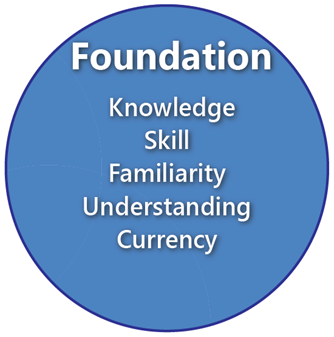 Foundation
Knowledge
Skill
Familiarity
Understanding
Currency